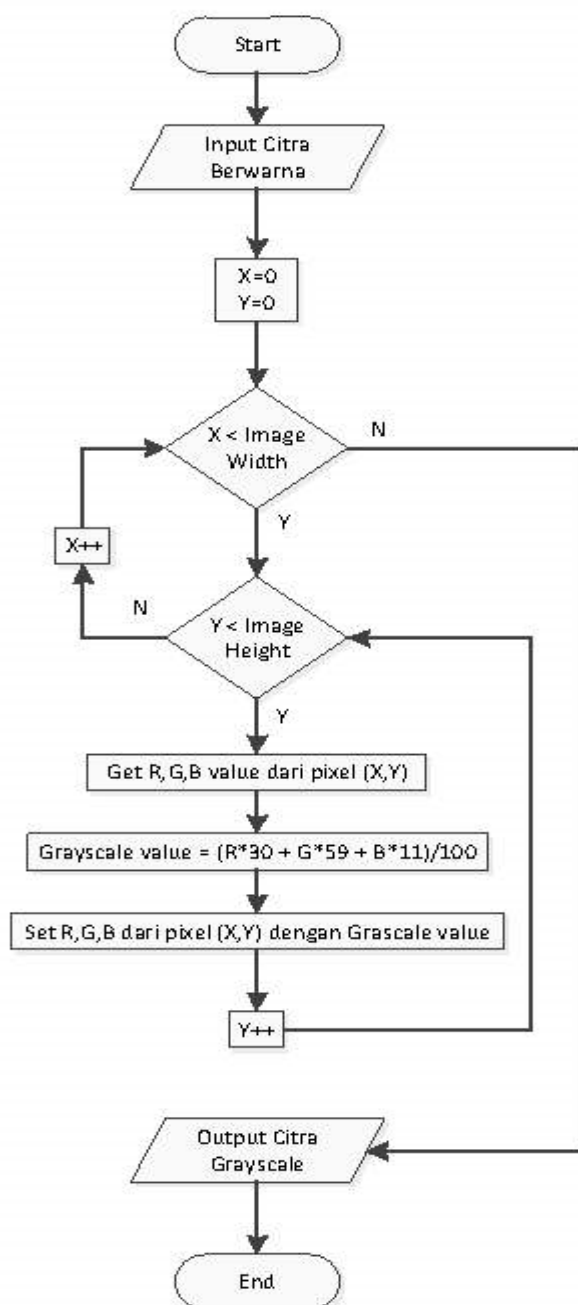 Start
Input Citra
Berwarna
X=0
Y=0
X < Image
Width
N
Y
X++
N
Y < Image
Height
Y
Get R,G,B value dari pixel (X,Y)
Grayscale value = (R*30 + G*59 + B*11)/100
Set R,G,B dari pixel (X,Y) dengan Grascale value
Y++
Output Citra
Grayscale
End